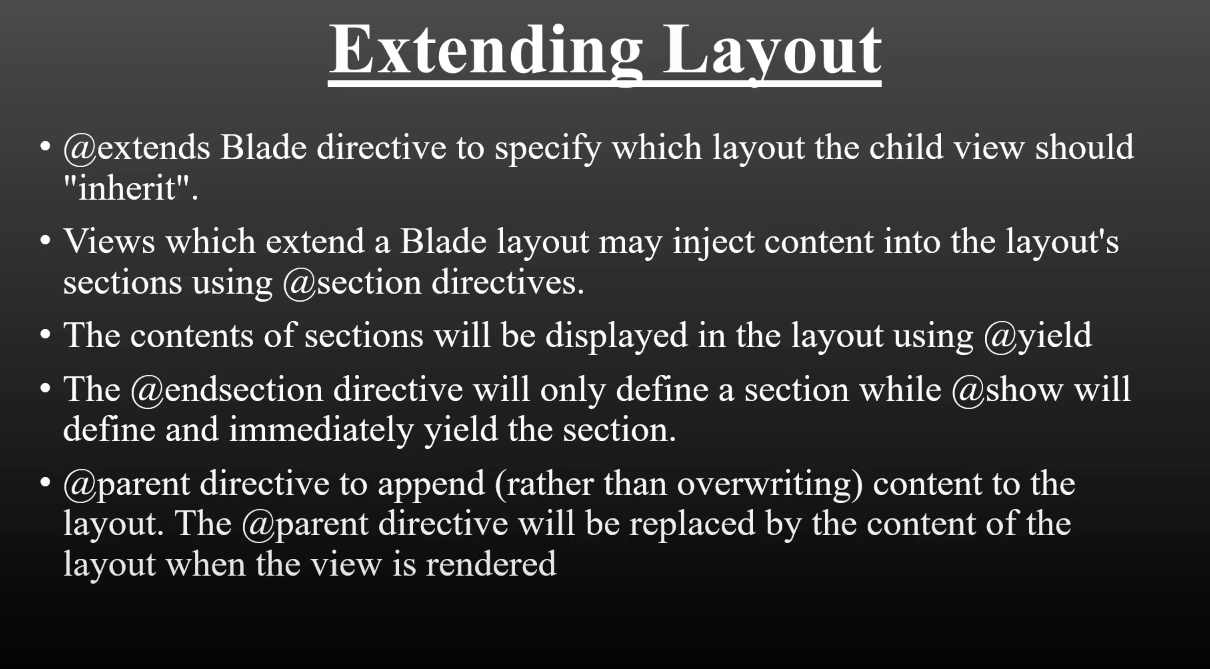 Extending Layout
• @extends Blade directive to specify which layout the child view should
"inherit".
• Views which extend a Blade layout may inject content into the layout's
sections using @section directives.
• The contents of sections will be displayed in the layout using @yield
• The @endsection directive will only define a section while @show will
define and immediately yield the section.
• @parent directive to append (rather than overwriting) content to the
layout. The @parent directive will be replaced by the content of the
layout when the view is rendered